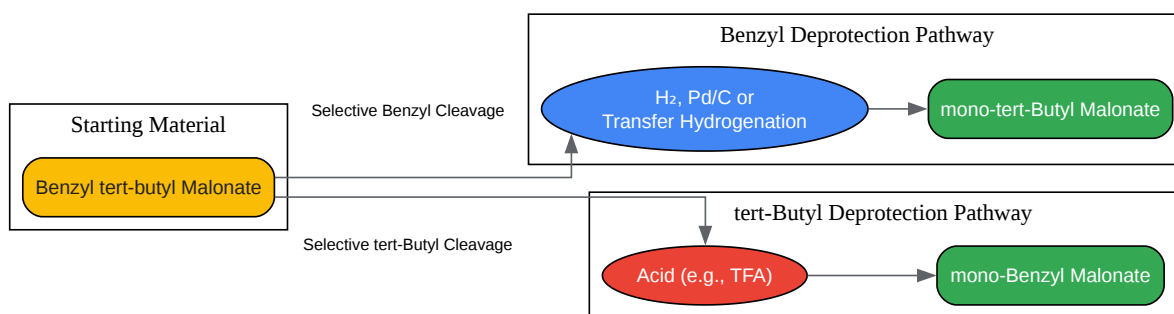 Benzyl Deprotection Pathway
H₂, Pd/C or
Transfer Hydrogenation
mono-tert-Butyl Malonate
Selective Benzyl Cleavage
Starting Material
Benzyl tert-butyl Malonate
Selective tert-Butyl Cleavage
tert-Butyl Deprotection Pathway
Acid (e.g., TFA)
mono-Benzyl Malonate